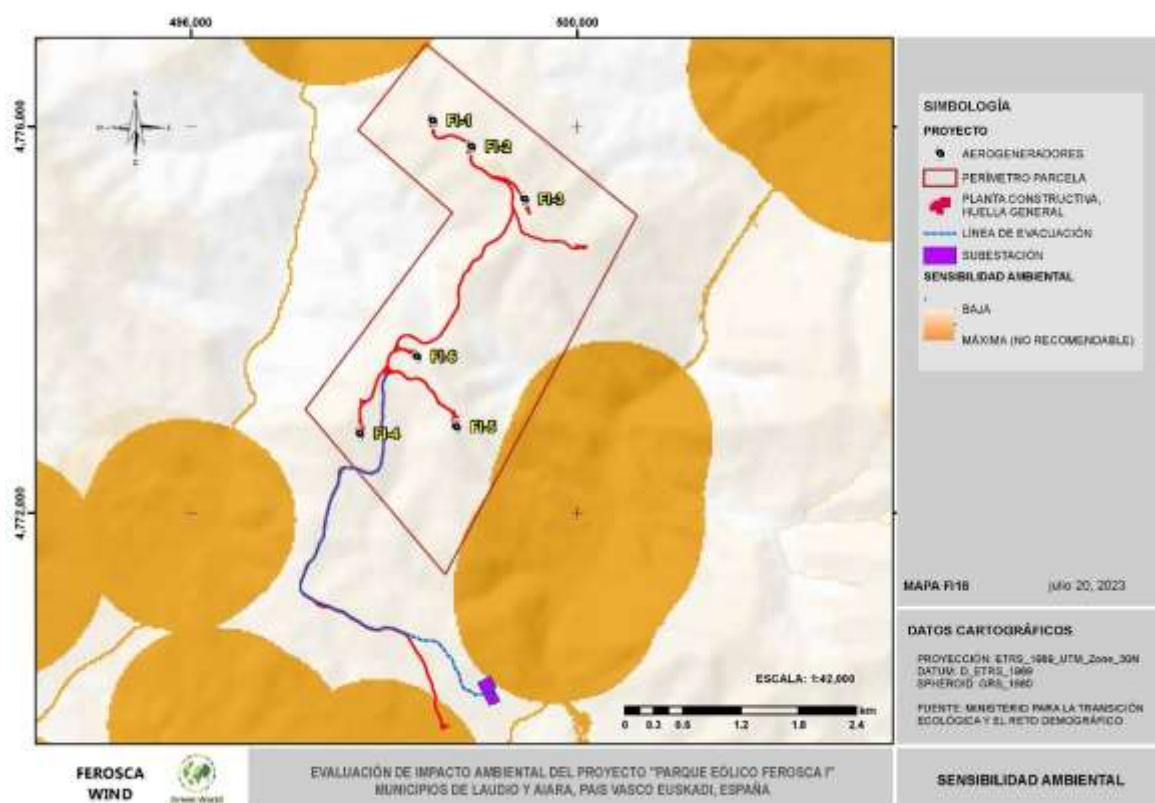 496,000
500,000
4,776,000
4,772,000
N
E
FI-1
FI-2
FI-3
FI-6
FI-4
FI-5
ESCALA: 1:42,000
0 0.3 0.6 1.2 1.8 2.4 km
SIMBOLOGÍA
PROYECTO
AEROGENERADORES
PERÍMETRO PARCELA
PLANTA CONSTRUCTIVA,
HUELLA GENERAL
LÍNEA DE EVACUACIÓN
SUBESTACIÓN
SENSIBILIDAD AMBIENTAL
BAJA
MÁXIMA (NO RECOMENDABLE)
MAPA FI16 julio 20, 2023
DATOS CARTOGRÁFICOS
PROYECCIÓN: ETRS_1989_UTM_Zone_30N
DATUM: D_ETRS_1989
SPHEROID: GRS_1980
FUENTE: MINISTERIO PARA LA TRANSICIÓN
ECOLÓGICA Y EL RETO DEMOGRÁFICO
FEROSCA
WIND
Green World
EVALUACIÓN DE IMPACTO AMBIENTAL DEL PROYECTO "PARQUE EÓLICO FEROSCA I"
MUNICIPIOS DE LAUDIO Y AIARA, PAIS VASCO EUSKADI, ESPAÑA
SENSIBILIDAD AMBIENTAL